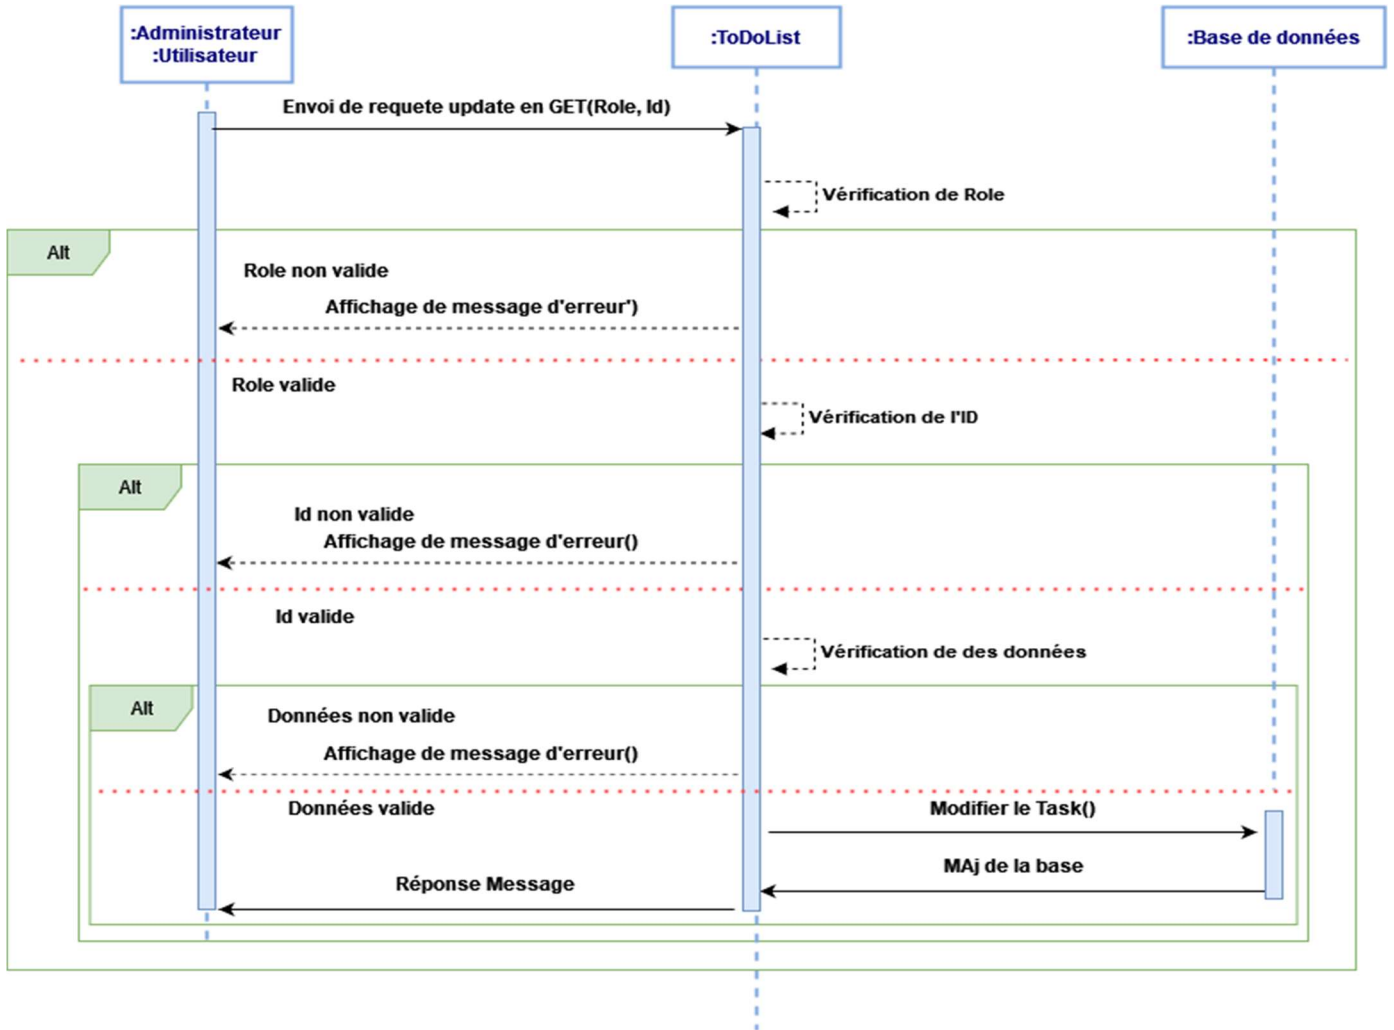 :Administrateur
:Utilisateur
:ToDoList
:Base de données
Envoi de requete update en GET(Role, Id)
Vérification de Role
Alt
Role non valide
Affichage de message d'erreur')
Role valide
Vérification de l'ID
Alt
Id non valide
Affichage de message d'erreur()
Id valide
Vérification de des données
Alt
Données non valide
Affichage de message d'erreur()
Données valide
Modifier le Task()
MAj de la base
Réponse Message